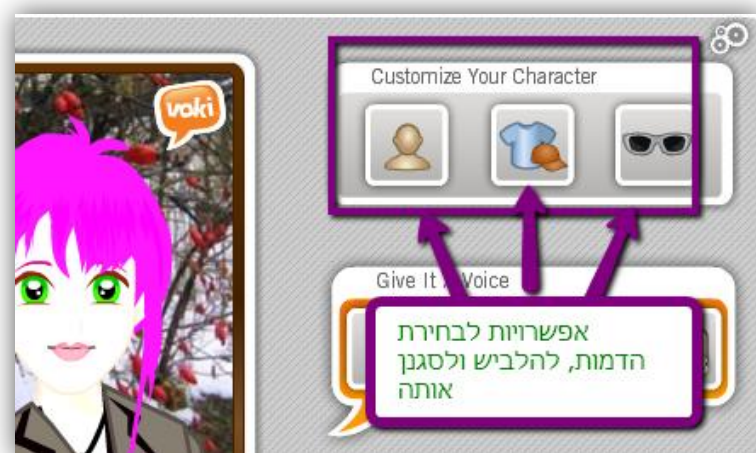 voki
Customize Your Character
Give It A Voice
אפשרויות לבחירת
הדמות, להלביש ולסגנן
אותה